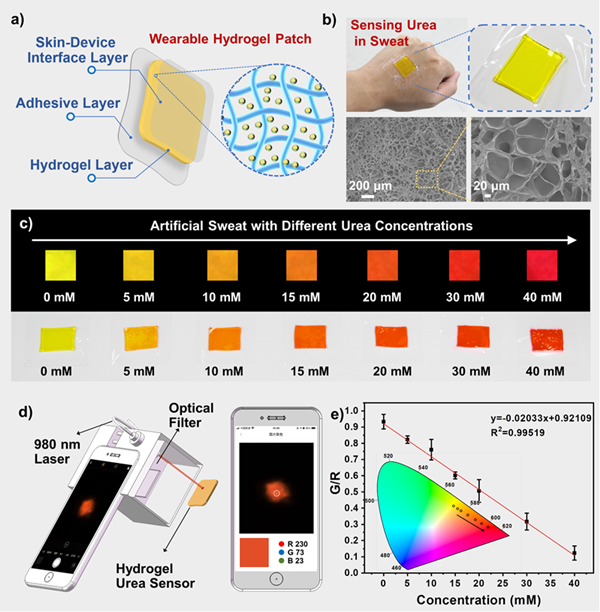 a)
Wearable Hydrogel Patch
Skin-Device
Interface Layer
Adhesive Layer
Hydrogel Layer
b)
Sensing Urea
in Sweat
200 μm
20 μm
c)
Artificial Sweat with Different Urea Concentrations
0 mM 5 mM 10 mM 15 mM 20 mM 30 mM 40 mM
0 mM 5 mM 10 mM 15 mM 20 mM 30 mM 40 mM
d)
Optical
Filter
980 nm
Laser
Hydrogel
Urea Sensor
R 230
G 73
B 23
e)
y=-0.02033x+0.92109
R²=0.99519
G/R
1.0
0.9
0.8
0.7
0.6
0.5
0.4
0.3
0.2
0.1
0.0
520
540
560
580
600
620
500
480
460
0 5 10 15 20 25 30 35 40
Concentration (mM)